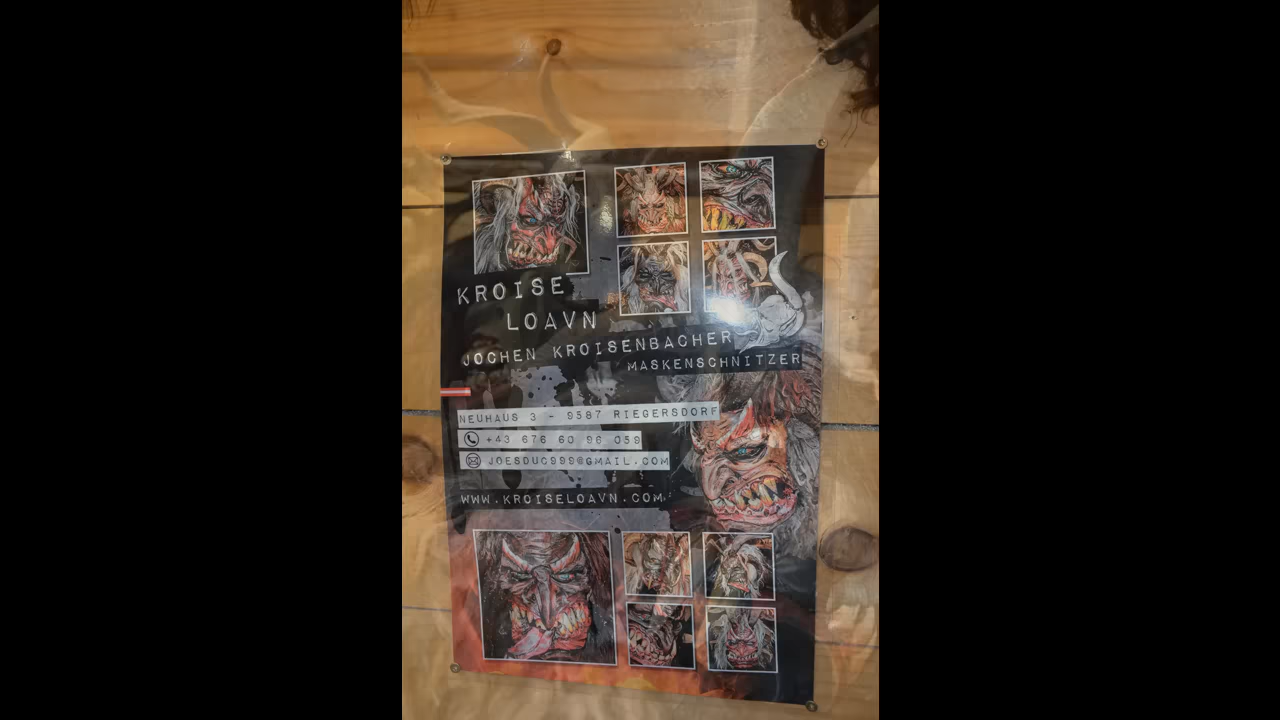 KROISE
LOAVN
JOCHEN KROISENBACHER
MASKENSCHNITZER
NEUHAUS 3 - 9587 RIEGERSDORF
+43 676 60 96 059
JOESDUC999@GMAIL.COM
WWW.KROISELOAVN.COM